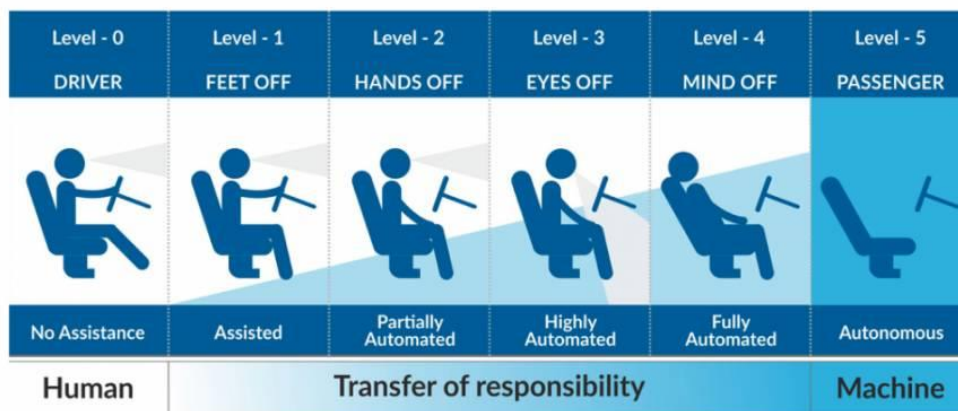 Level - 0
DRIVER
Level - 1
FEET OFF
Level - 2
HANDS OFF
Level - 3
EYES OFF
Level - 4
MIND OFF
Level - 5
PASSENGER
No Assistance
Assisted
Partially
Automated
Highly
Automated
Fully
Automated
Autonomous
Human
Transfer of responsibility
Machine